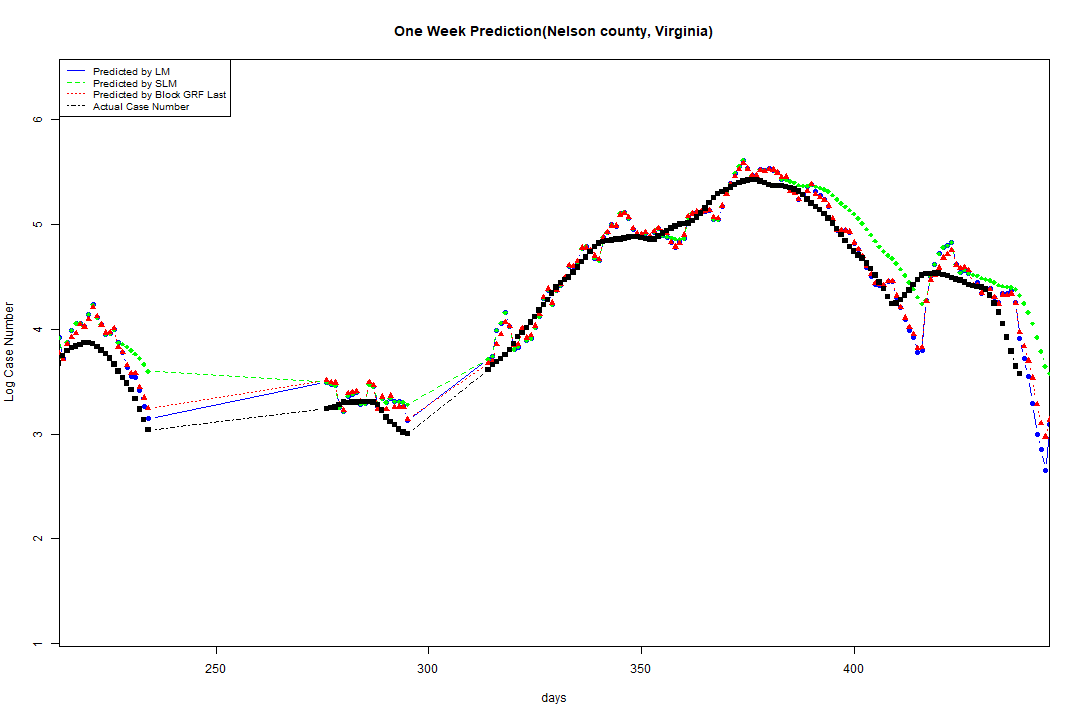 One Week Prediction(Nelson county, Virginia)
Predicted by LM
Predicted by SLM
Predicted by Block GRF Last
Actual Case Number
Log Case Number
6
5
4
3
2
1
250 300 350 400
days